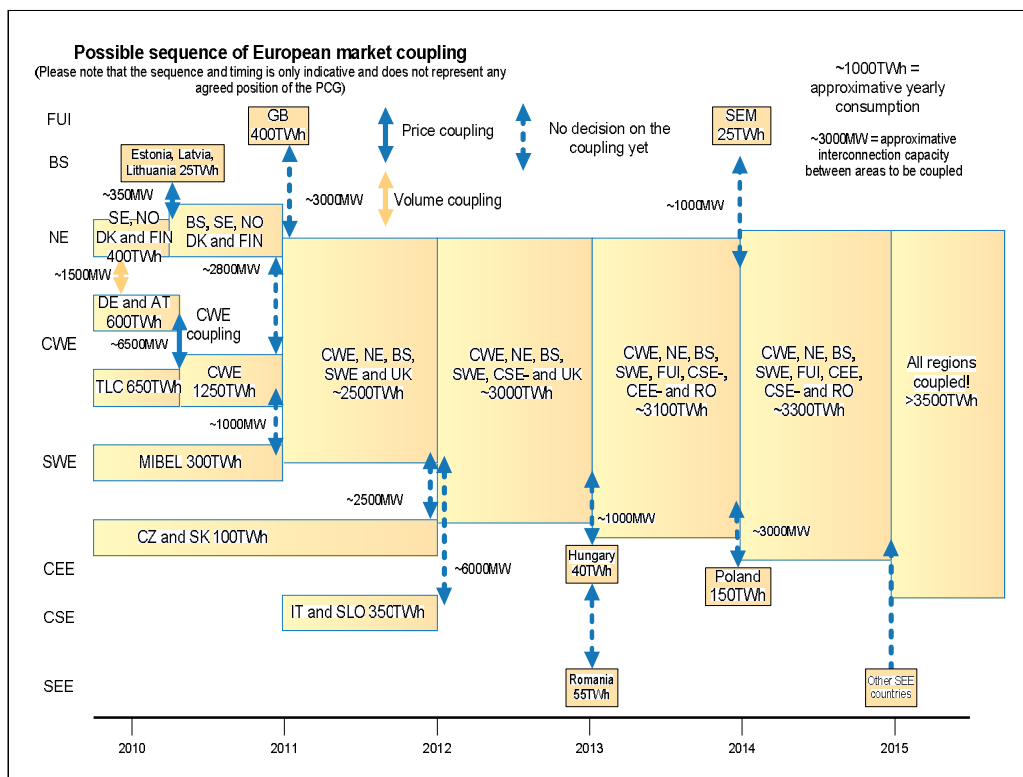 Possible sequence of European market coupling
(Please note that the sequence and timing is only indicative and does not represent any
agreed position of the PCG)
~1000TWh =
approximative yearly
consumption
~3000MW = approximative
interconnection capacity
between areas to be coupled
FUI
GB
400TWh
Price coupling
No decision on the
coupling yet
SEM
25TWh
BS
Estonia, Latvia,
Lithuania 25TWh
~350MW
~3000MW
Volume coupling
~1000MW
NE
SE, NO
DK and FIN
400TWh
BS, SE, NO
DK and FIN
~1500MW
~2800MW
DE and AT
600TWh
CWE
coupling
CWE
~6500MW
TLC 650TWh
CWE
1250TWh
~1000MW
CWE, NE, BS,
SWE and UK
~2500TWh
CWE, NE, BS,
SWE, CSE- and UK
~3000TWh
CWE, NE, BS,
SWE, FUI, CSE-,
CEE- and RO
~3100TWh
CWE, NE, BS,
SWE, FUI, CEE,
CSE- and RO
~3300TWh
All regions
coupled!
>3500TWh
SWE
MIBEL 300TWh
~2500MW
~1000MW
~3000MW
CZ and SK 100TWh
~6000MW
CEE
Hungary
40TWh
Poland
150TWh
CSE
IT and SLO 350TWh
SEE
Romania
55TWh
Other SEE
countries
2010
2011
2012
2013
2014
2015